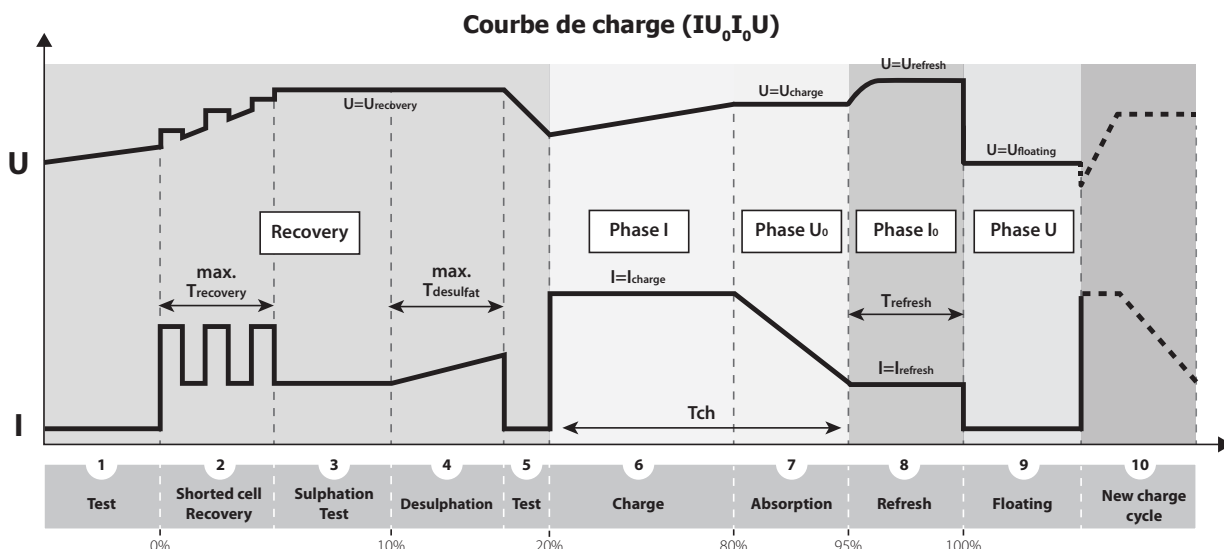 Courbe de charge (IU₀I₀U)
U
I
U=Urecovery
U=Ucharge
U=Urefresh
U=Ufloating
Recovery
Phase I
Phase U₀
Phase I₀
Phase U
max.
Trecovery
max.
Tdesulfat
I=Icharge
Trefresh
I=Irefresh
Tch
1
Test
2
Shorted cell
Recovery
3
Sulphation
Test
4
Desulphation
5
Test
6
Charge
7
Absorption
8
Refresh
9
Floating
10
New charge
cycle
0%
10%
20%
80%
95%
100%